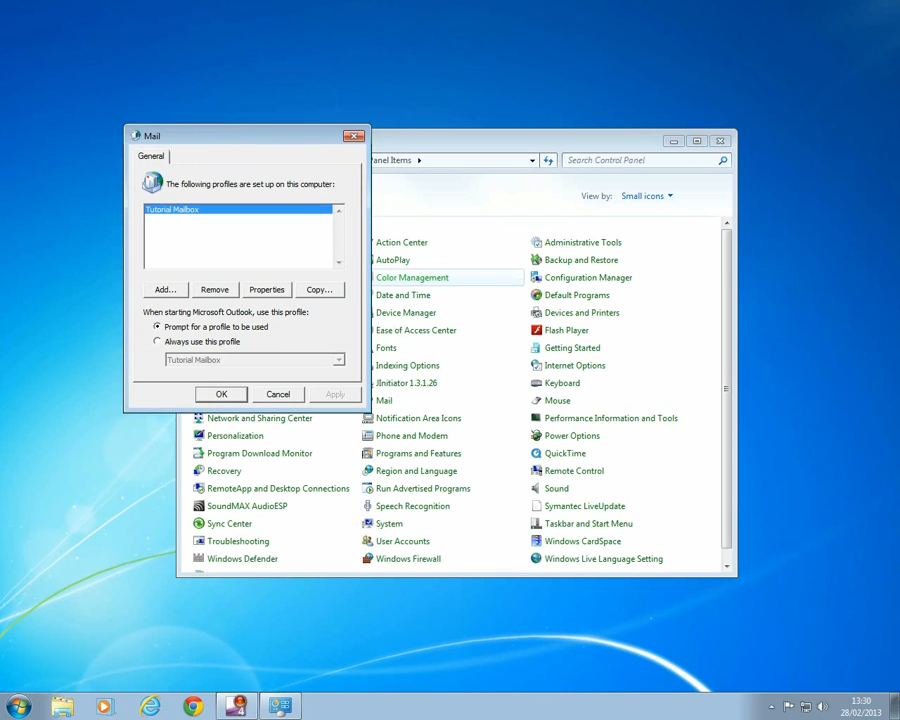 Mail
General
The following profiles are set up on this computer:
Tutorial Mailbox
Add...
Remove
Properties
Copy...
When starting Microsoft Outlook, use this profile:
Prompt for a profile to be used
Always use this profile
Tutorial Mailbox
OK
Cancel
Apply
Panel Items
Search Control Panel
View by:
Small icons
Action Center
Administrative Tools
AutoPlay
Backup and Restore
Color Management
Configuration Manager
Date and Time
Default Programs
Device Manager
Devices and Printers
Ease of Access Center
Flash Player
Fonts
Getting Started
Indexing Options
Internet Options
JInitiator 1.3.1.26
Keyboard
Mail
Mouse
Network and Sharing Center
Notification Area Icons
Performance Information and Tools
Personalization
Phone and Modem
Power Options
Program Download Monitor
Programs and Features
QuickTime
Recovery
Region and Language
Remote Control
RemoteApp and Desktop Connections
Run Advertised Programs
Sound
SoundMAX AudioESP
Speech Recognition
Symantec LiveUpdate
Sync Center
System
Taskbar and Start Menu
Troubleshooting
User Accounts
Windows CardSpace
Windows Defender
Windows Firewall
Windows Live Language Setting
13:30
28/02/2013